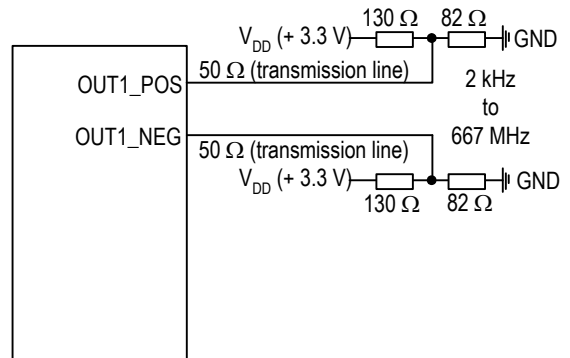 130 Ω 82 Ω
V_DD (+ 3.3 V) GND
50 Ω (transmission line)
OUT1_POS
2 kHz
to
667 MHz
OUT1_NEG
50 Ω (transmission line)
V_DD (+ 3.3 V) GND
130 Ω 82 Ω